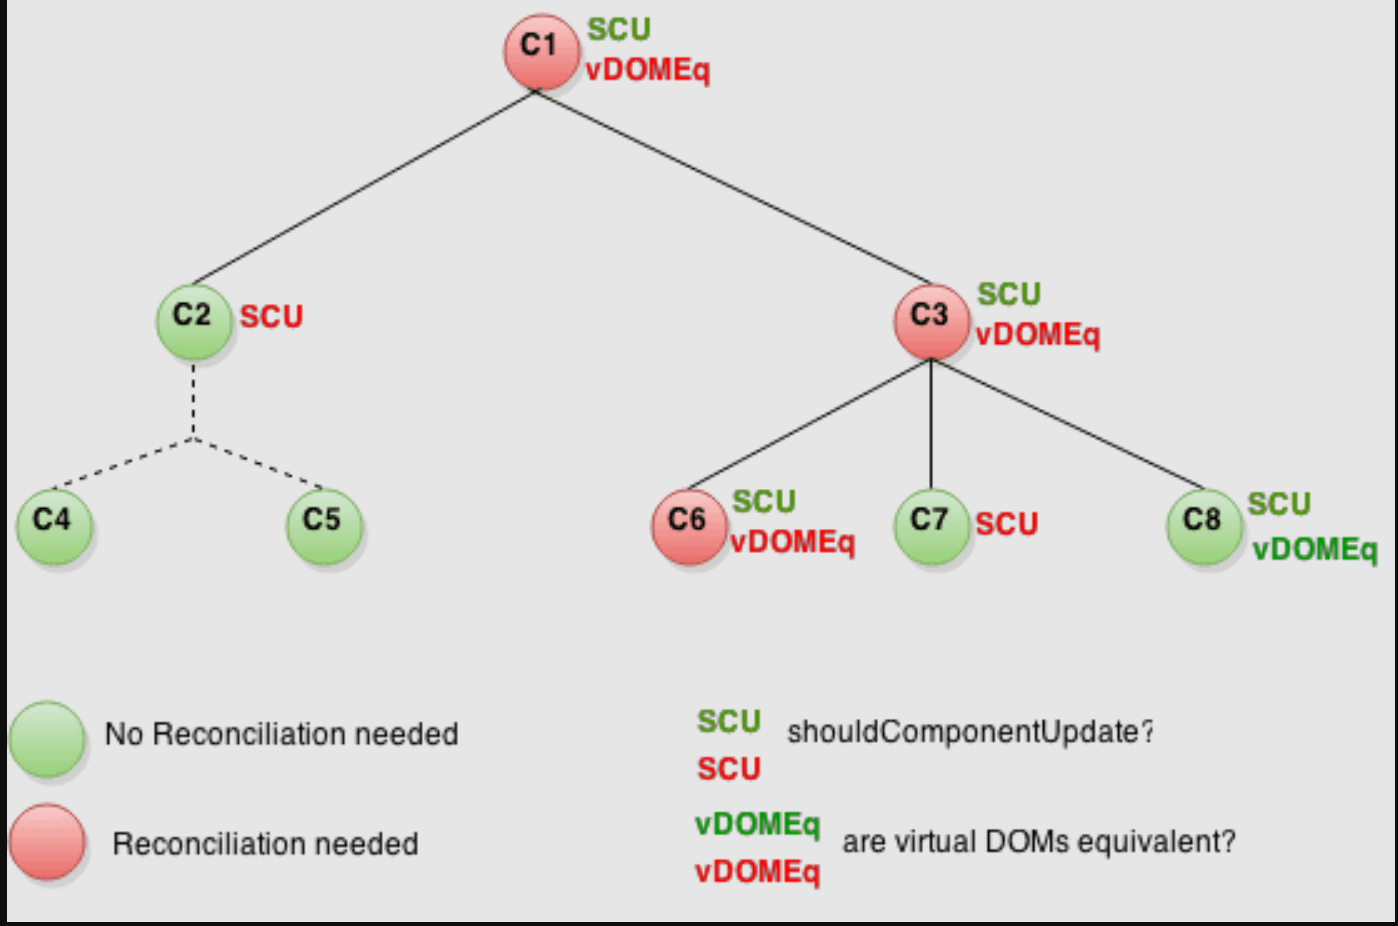 C1 SCU
vDOMEq
C2 SCU
C3 SCU
vDOMEq
C4
C5
C6 SCU
vDOMEq
C7 SCU
C8 SCU
vDOMEq
No Reconciliation needed
Reconciliation needed
SCU shouldComponentUpdate?
SCU
vDOMEq are virtual DOMs equivalent?
vDOMEq